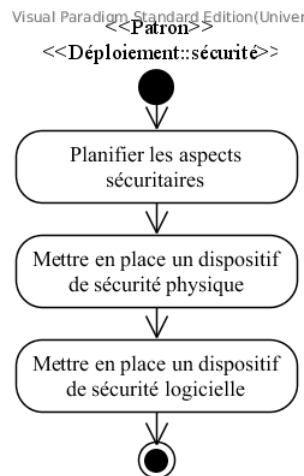 Visual Paradigm Standard Edition(Univer
<<Patron>>
<<Déploiement::sécurité>>
Planifier les aspects
sécuritaires
Mettre en place un dispositif
de sécurité physique
Mettre en place un dispositif
de sécurité logicielle